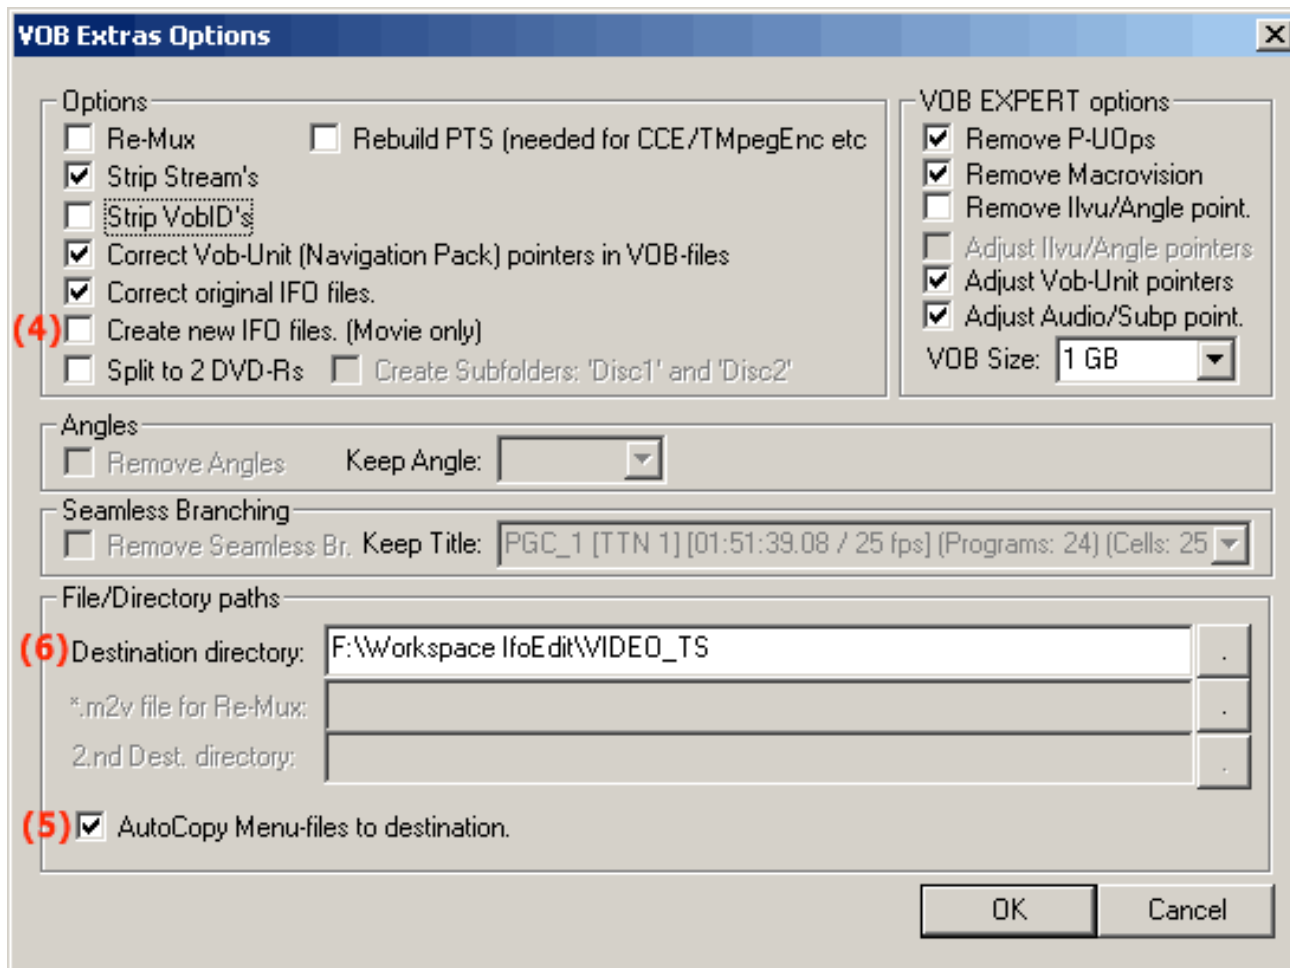 VOB Extras Options
Options
Re-Mux
Rebuild PTS (needed for CCE/TMpegEnc etc
Strip Stream's
Strip VobID's
Correct Vob-Unit (Navigation Pack) pointers in VOB-files
Correct original IFO files.
(4) Create new IFO files. (Movie only)
Split to 2 DVD-Rs
Create Subfolders: 'Disc1' and 'Disc2'
VOB EXPERT options
Remove P-UOps
Remove Macrovision
Remove Ilvu/Angle point.
Adjust Ilvu/Angle pointers
Adjust Vob-Unit pointers
Adjust Audio/Subp point.
VOB Size: 1 GB
Angles
Remove Angles
Keep Angle:
Seamless Branching
Remove Seamless Br. Keep Title: PGC_1 [TTN 1] [01:51:39.08 / 25 fps] (Programs: 24) (Cells: 25
File/Directory paths
(6) Destination directory: F:\Workspace IfoEdit\VIDEO_TS .
*.m2v file for Re-Mux: .
2.nd Dest. directory: .
(5) AutoCopy Menu-files to destination.
OK
Cancel